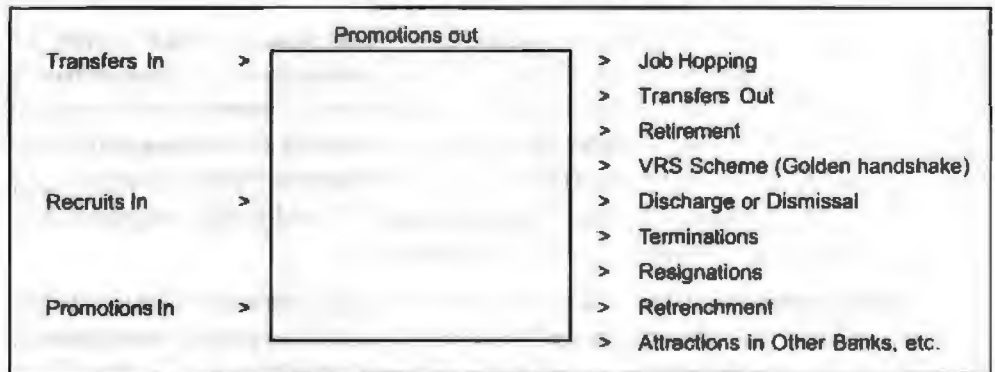 Promotions out
Transfers In > > Job Hopping
> Transfers Out
> Retirement
> VRS Scheme (Golden handshake)
Recruits In > > Discharge or Dismissal
> Terminations
> Resignations
Promotions In > > Retrenchment
> Attractions in Other Banks, etc.